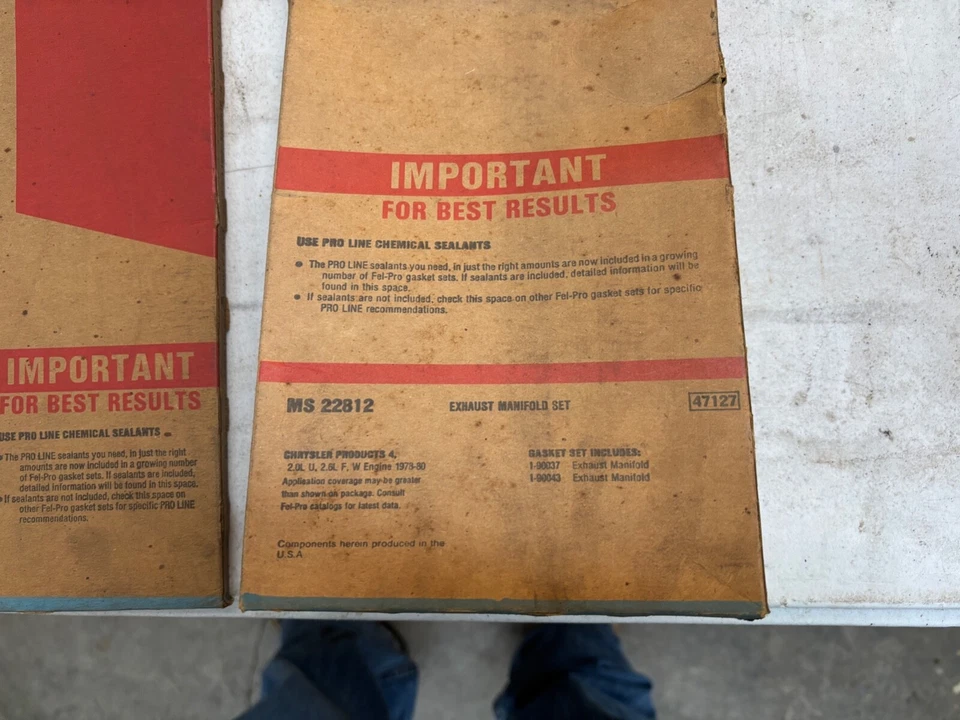 IMPORTANT
FOR BEST RESULTS
USE PRO LINE CHEMICAL SEALANTS
• The PRO LINE sealants you need, in just the right
amounts are now included in a growing number
of Fel-Pro gasket sets. If sealants are included,
detailed information will be found in this space.
• If sealants are not included, check this space on
other Fel-Pro gasket sets for specific PRO LINE
recommendations.
IMPORTANT
FOR BEST RESULTS
USE PRO LINE CHEMICAL SEALANTS
• The PRO LINE sealants you need, in just the right amounts are now included in a growing
number of Fel-Pro gasket sets. If sealants are included, detailed information will be
found in this space.
• If sealants are not included, check this space on other Fel-Pro gasket sets for specific
PRO LINE recommendations.
MS 22812 EXHAUST MANIFOLD SET 47127
CHRYSLER PRODUCTS 4,
2.0L U, 2.6L F, W Engine 1978-80
Application coverage may be greater
than shown on package. Consult
Fel-Pro catalogs for latest data.
GASKET SET INCLUDES:
1-90037 Exhaust Manifold
1-90043 Exhaust Manifold
Components herein produced in the
U.S.A.